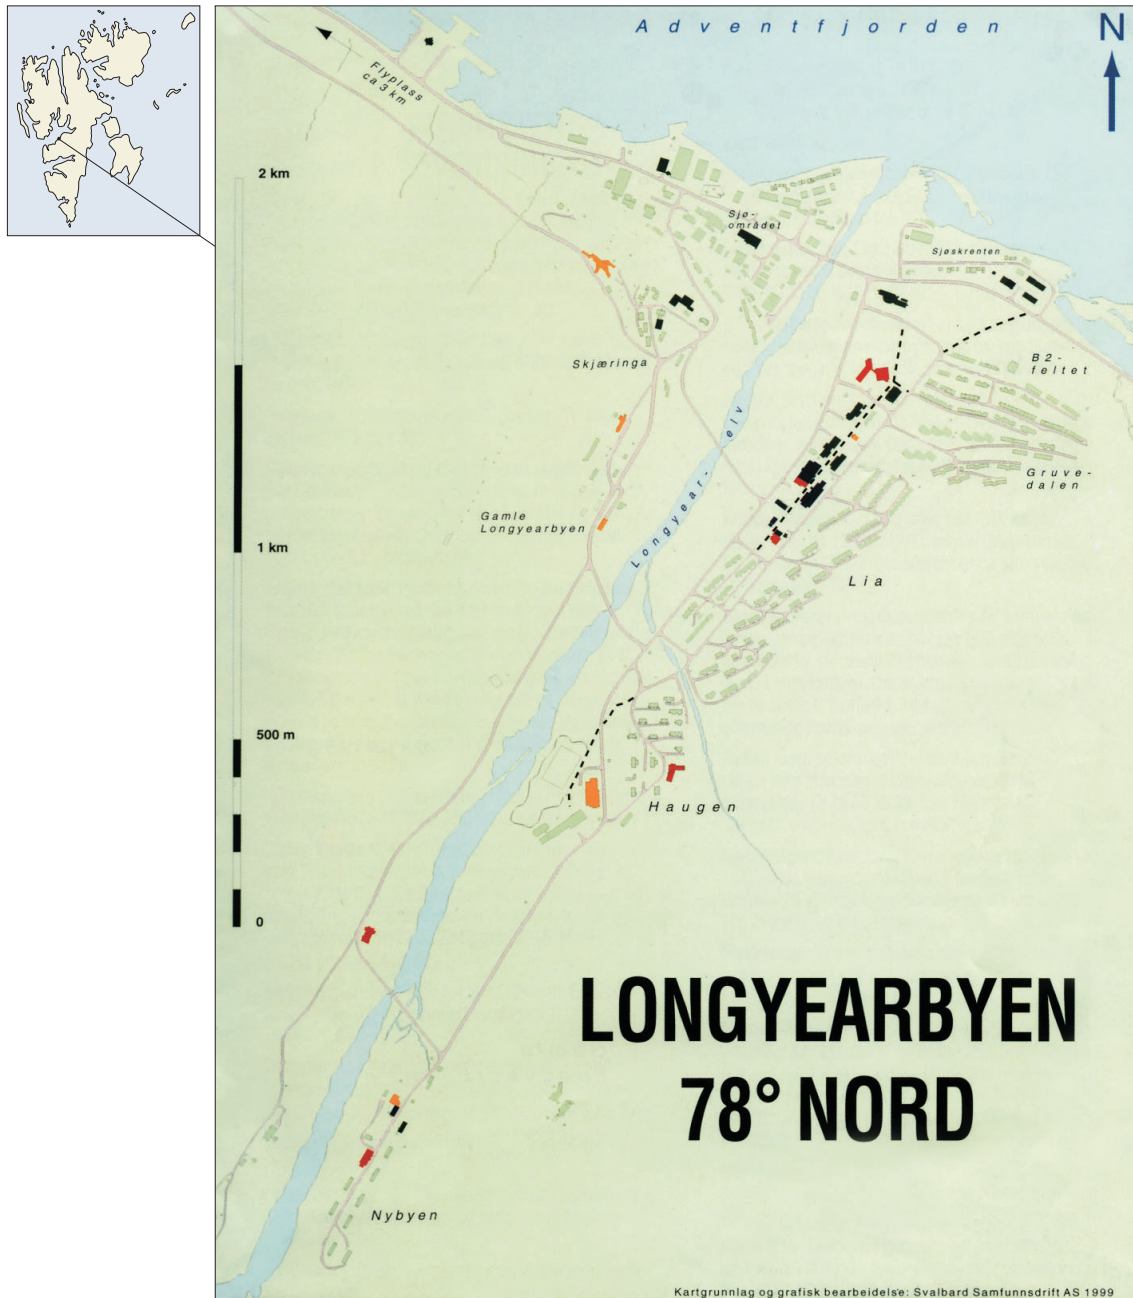 Adventfjorden
N
Flyplass
ca 3 km
2 km
Sjø-
området
Sjøskrenten
Skjæringa
B2-
feltet
Longyear-elv
Gruve-
dalen
Gamle
Longyearbyen
1 km
Lia
500 m
Haugen
0
LONGYEARBYEN
78° NORD
Nybyen
Kartgrunnlag og grafisk bearbeidelse: Svalbard Samfunnsdrift AS 1999